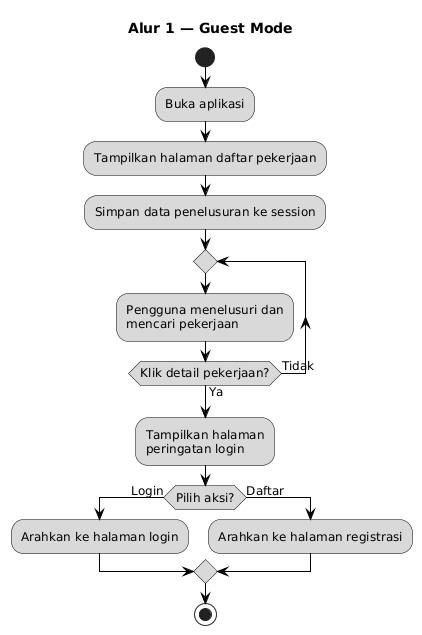 Alur 1 — Guest Mode
Buka aplikasi
Tampilkan halaman daftar pekerjaan
Simpan data penelusuran ke session
Pengguna menelusuri dan
mencari pekerjaan
Klik detail pekerjaan?
Tidak
Ya
Tampilkan halaman
peringatan login
Login
Pilih aksi?
Daftar
Arahkan ke halaman login
Arahkan ke halaman registrasi